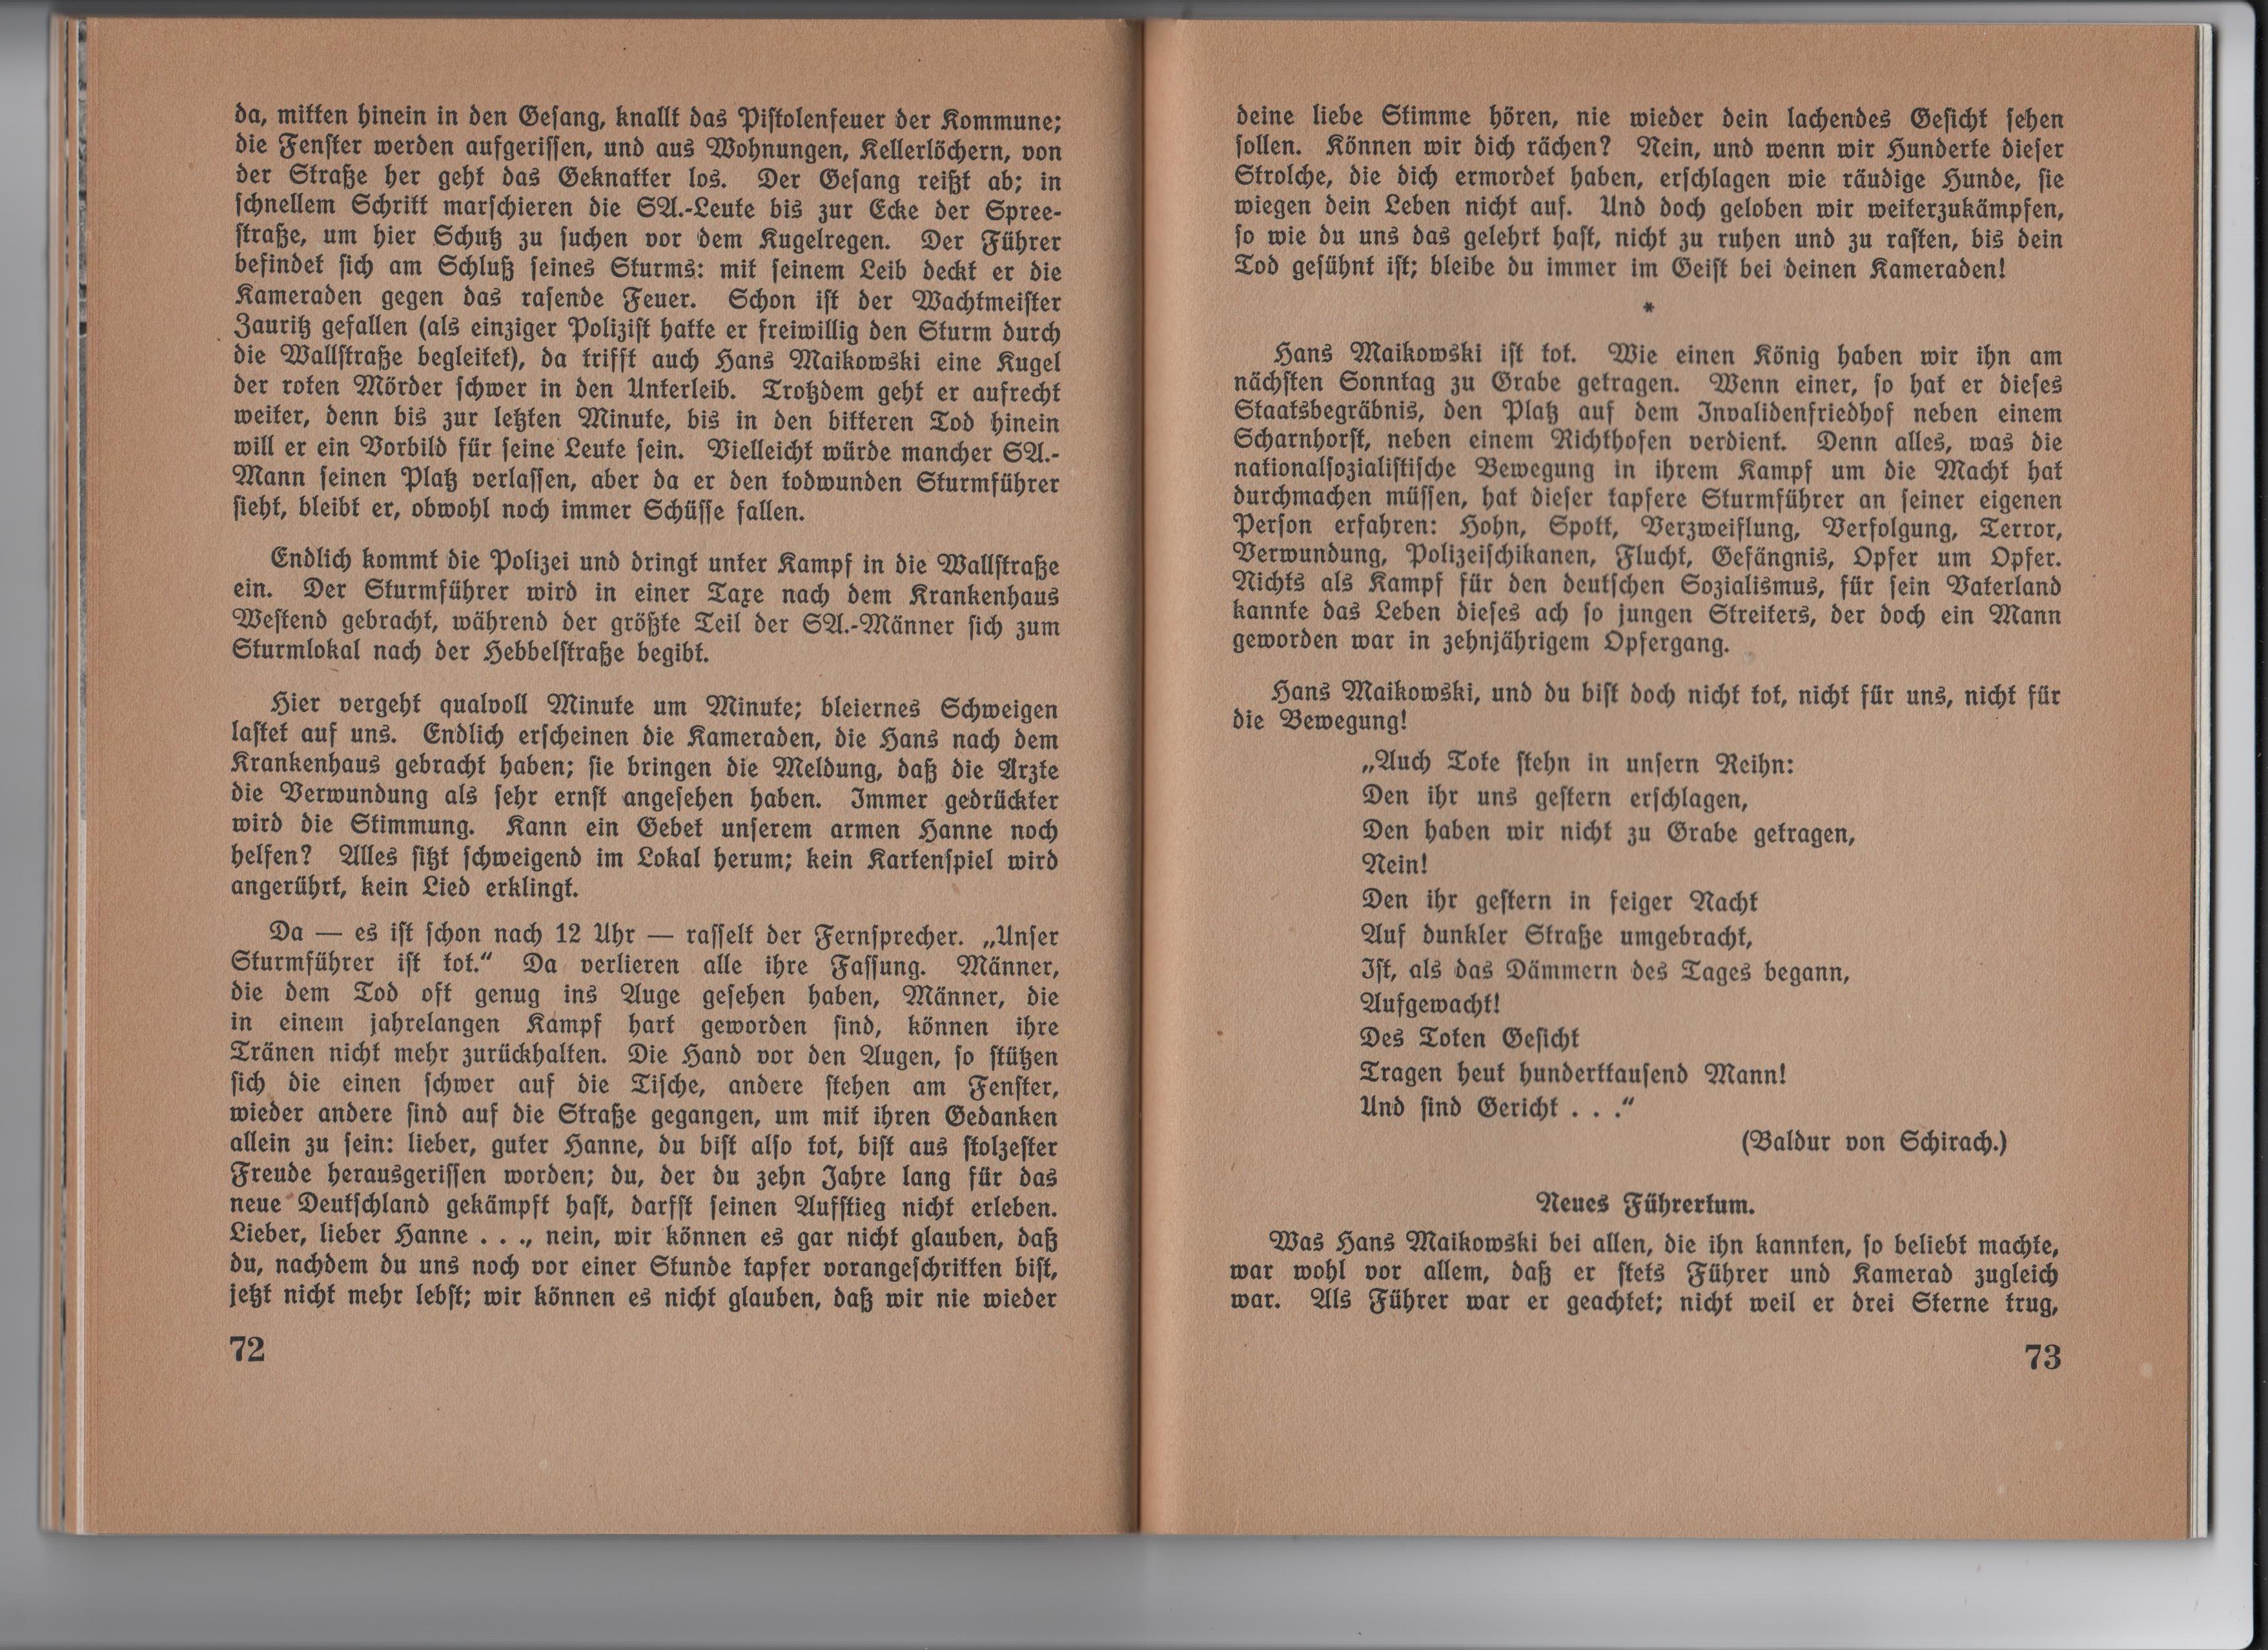 da, mitten hinein in den Gesang, knallt das Pistolenfeuer der Kommune;
die Fenster werden aufgerissen, und aus Wohnungen, Kellerlöchern, von
der Straße her geht das Geknatter los. Der Gesang reißt ab; in
schnellem Schritt marschieren die SA.-Leute bis zur Ecke der Spree-
straße, um hier Schutz zu suchen vor dem Kugelregen. Der Führer
befindet sich am Schluß seines Sturms: mit seinem Leib deckt er die
Kameraden gegen das rasende Feuer. Schon ist der Wachtmeister
Zauritz gefallen (als einziger Polizist hatte er freiwillig den Sturm durch
die Wallstraße begleitet), da trifft auch Hans Maikowski eine Kugel
der roten Mörder schwer in den Unterleib. Trotzdem geht er aufrecht
weiter, denn bis zur letzten Minute, bis in den bitteren Tod hinein
will er ein Vorbild für seine Leute sein. Vielleicht würde mancher SA.-
Mann seinen Platz verlassen, aber da er den todwunden Sturmführer
sieht, bleibt er, obwohl noch immer Schüsse fallen.
Endlich kommt die Polizei und dringt unter Kampf in die Wallstraße
ein. Der Sturmführer wird in einer Taxe nach dem Krankenhaus
Westend gebracht, während der größte Teil der SA.-Männer sich zum
Sturmlokal nach der Hebbelstraße begibt.
Hier vergeht qualvoll Minute um Minute; bleiernes Schweigen
lastet auf uns. Endlich erscheinen die Kameraden, die Hans nach dem
Krankenhaus gebracht haben; sie bringen die Meldung, daß die Ärzte
die Verwundung als sehr ernst angesehen haben. Immer gedrückter
wird die Stimmung. Kann ein Gebet unserem armen Hanne noch
helfen? Alles sitzt schweigend im Lokal herum; kein Kartenspiel wird
angerührt, kein Lied erklingt.
Da — es ist schon nach 12 Uhr — rasselt der Fernsprecher. „Unser
Sturmführer ist tot.“ Da verlieren alle ihre Fassung. Männer,
die dem Tod oft genug ins Auge gesehen haben, Männer, die
in einem jahrelangen Kampf hart geworden sind, können ihre
Tränen nicht mehr zurückhalten. Die Hand vor den Augen, so stützen
sich die einen schwer auf die Tische, andere stehen am Fenster,
wieder andere sind auf die Straße gegangen, um mit ihren Gedanken
allein zu sein: lieber, guter Hanne, du bist also tot, bist aus stolzester
Freude herausgerissen worden; du, der du zehn Jahre lang für das
neue Deutschland gekämpft hast, darfst seinen Aufstieg nicht erleben.
Lieber, lieber Hanne . . ., nein, wir können es gar nicht glauben, daß
du, nachdem du uns noch vor einer Stunde tapfer vorangeschritten bist,
jetzt nicht mehr lebst; wir können es nicht glauben, daß wir nie wieder
72
deine liebe Stimme hören, nie wieder dein lachendes Gesicht sehen
sollen. Können wir dich rächen? Nein, und wenn wir Hunderte dieser
Strolche, die dich ermordet haben, erschlagen wie räudige Hunde, sie
wiegen dein Leben nicht auf. Und doch geloben wir weiterzukämpfen,
so wie du uns das gelehrt hast, nicht zu ruhen und zu rasten, bis dein
Tod gesühnt ist; bleibe du immer im Geist bei deinen Kameraden!
*
Hans Maikowski ist tot. Wie einen König haben wir ihn am
nächsten Sonntag zu Grabe getragen. Wenn einer, so hat er dieses
Staatsbegräbnis, den Platz auf dem Invalidenfriedhof neben einem
Scharnhorst, neben einem Richthofen verdient. Denn alles, was die
nationalsozialistische Bewegung in ihrem Kampf um die Macht hat
durchmachen müssen, hat dieser tapfere Sturmführer an seiner eigenen
Person erfahren: Hohn, Spott, Verzweiflung, Verfolgung, Terror,
Verwundung, Polizeischikanen, Flucht, Gefängnis, Opfer um Opfer.
Nichts als Kampf für den deutschen Sozialismus, für sein Vaterland
kannte das Leben dieses ach so jungen Streiters, der doch ein Mann
geworden war in zehnjährigem Opfergang.
Hans Maikowski, und du bist doch nicht tot, nicht für uns, nicht für
die Bewegung!
„Auch Tote stehn in unsern Reihn:
Den ihr uns gestern erschlagen,
Den haben wir nicht zu Grabe getragen,
Nein!
Den ihr gestern in feiger Nacht
Auf dunkler Straße umgebracht,
Ist, als das Dämmern des Tages begann,
Aufgewacht!
Des Toten Gesicht
Tragen heut hunderttausend Mann!
Und sind Gericht . . .“
(Baldur von Schirach.)
Neues Führertum.
Was Hans Maikowski bei allen, die ihn kannten, so beliebt machte,
war wohl vor allem, daß er stets Führer und Kamerad zugleich
war. Als Führer war er geachtet; nicht weil er drei Sterne trug,
73